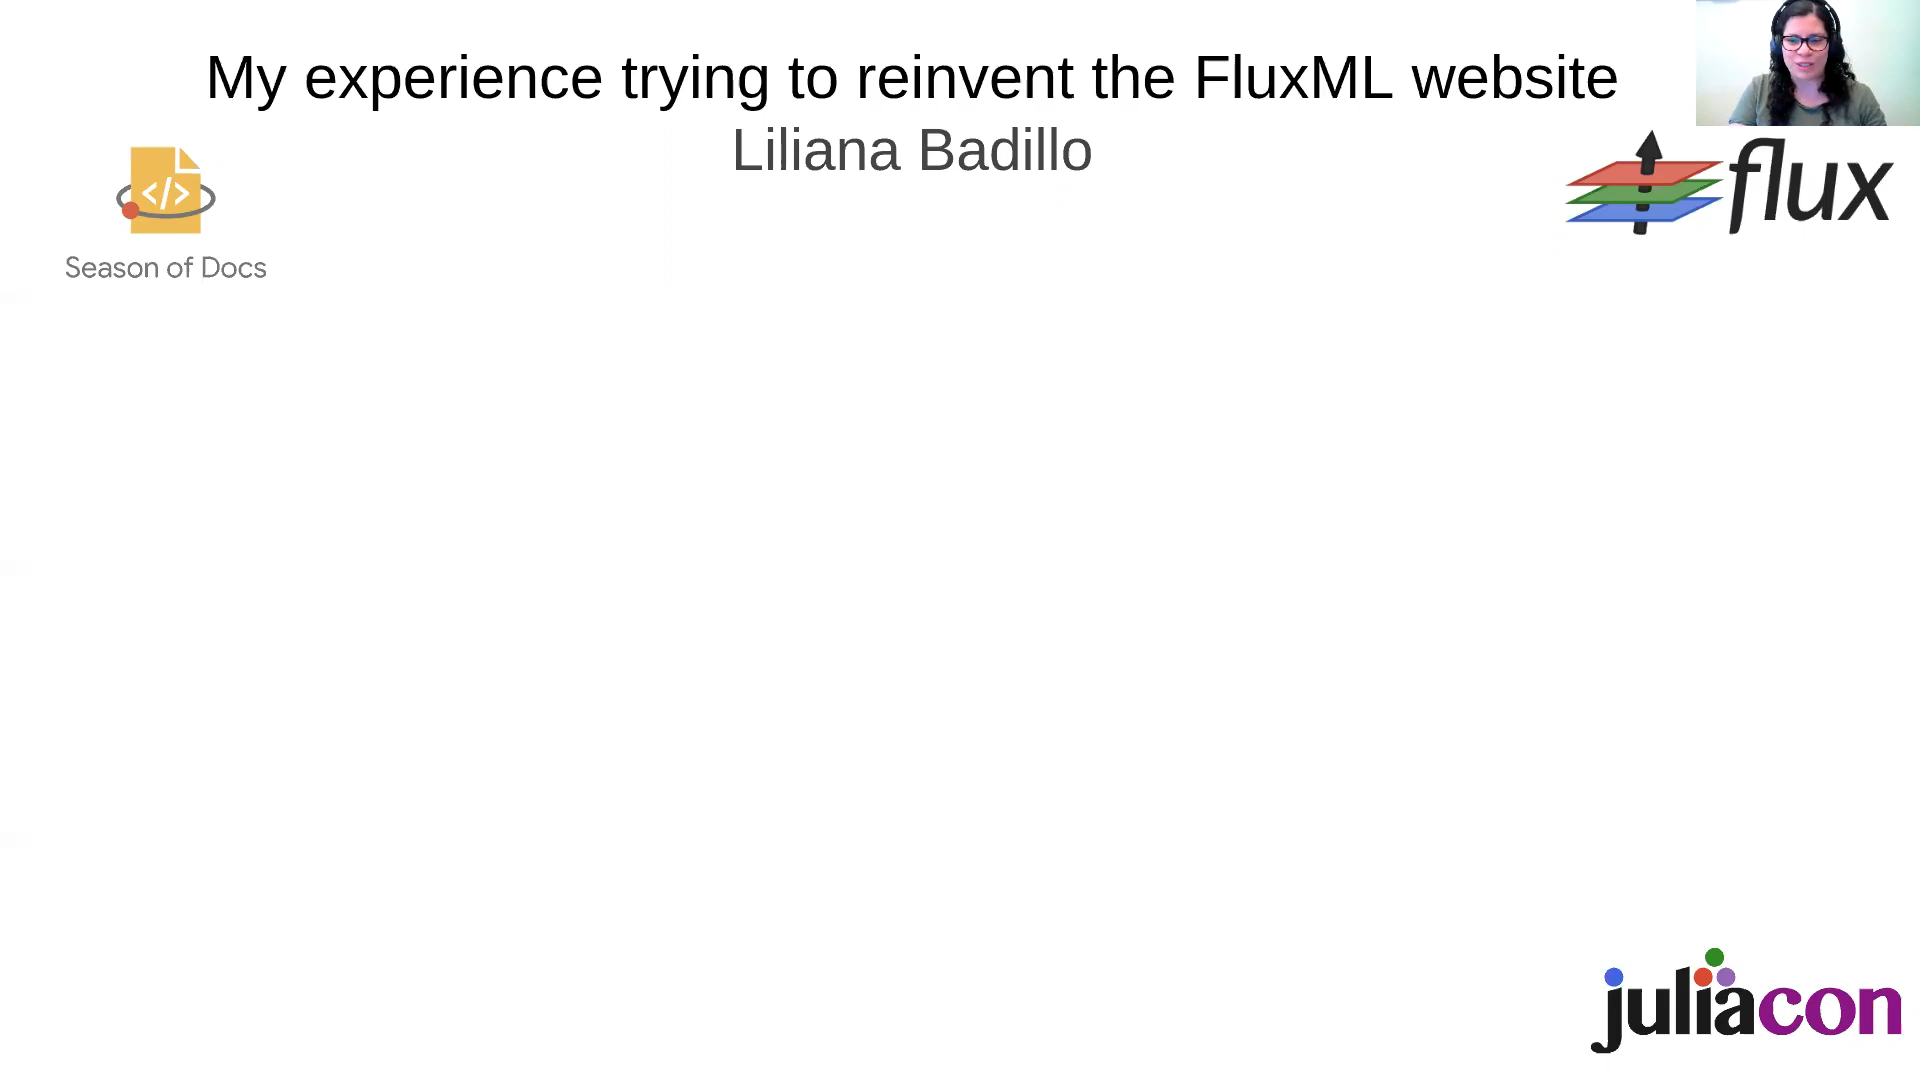 My experience trying to reinvent the FluxML website
Liliana Badillo
</>
Season of Docs
flux
juliacon